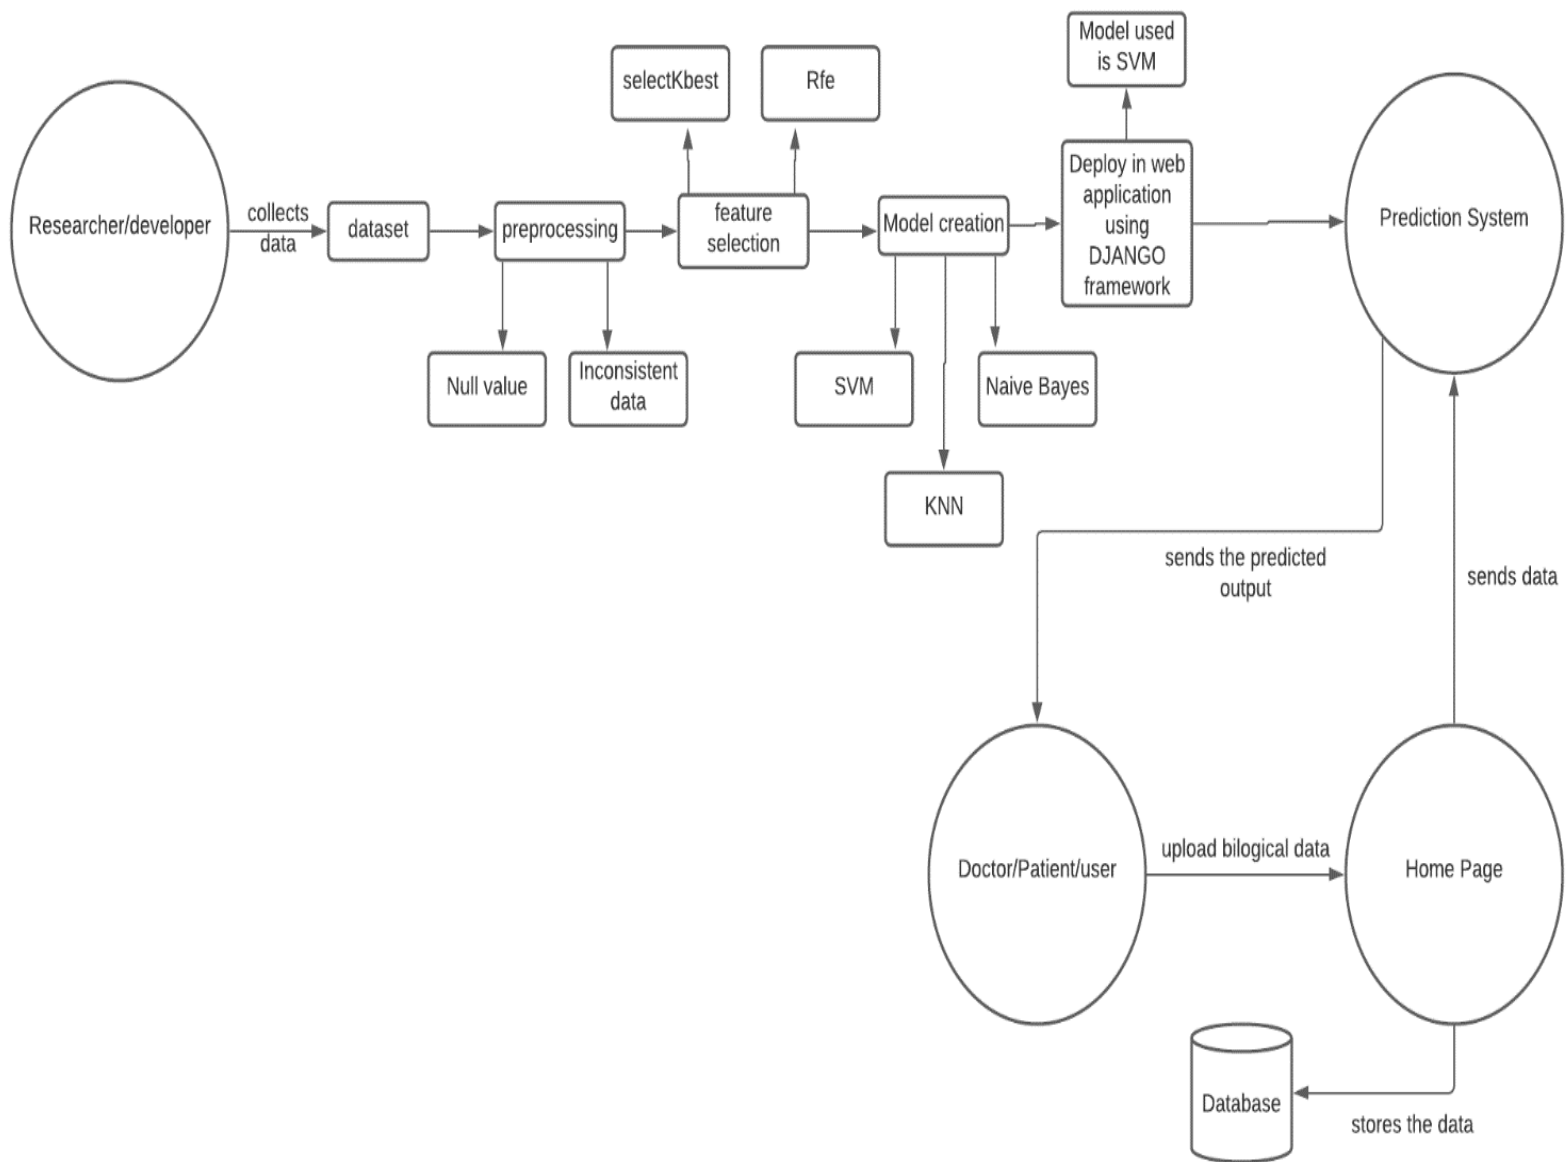 Model used
is SVM
selectKbest
Rfe
Deploy in web
application
using
DJANGO
framework
Researcher/developer
collects
data
dataset
preprocessing
feature
selection
Model creation
Prediction System
Null value
Inconsistent
data
SVM
Naive Bayes
KNN
sends the predicted
output
sends data
Doctor/Patient/user
upload bilogical data
Home Page
Database
stores the data